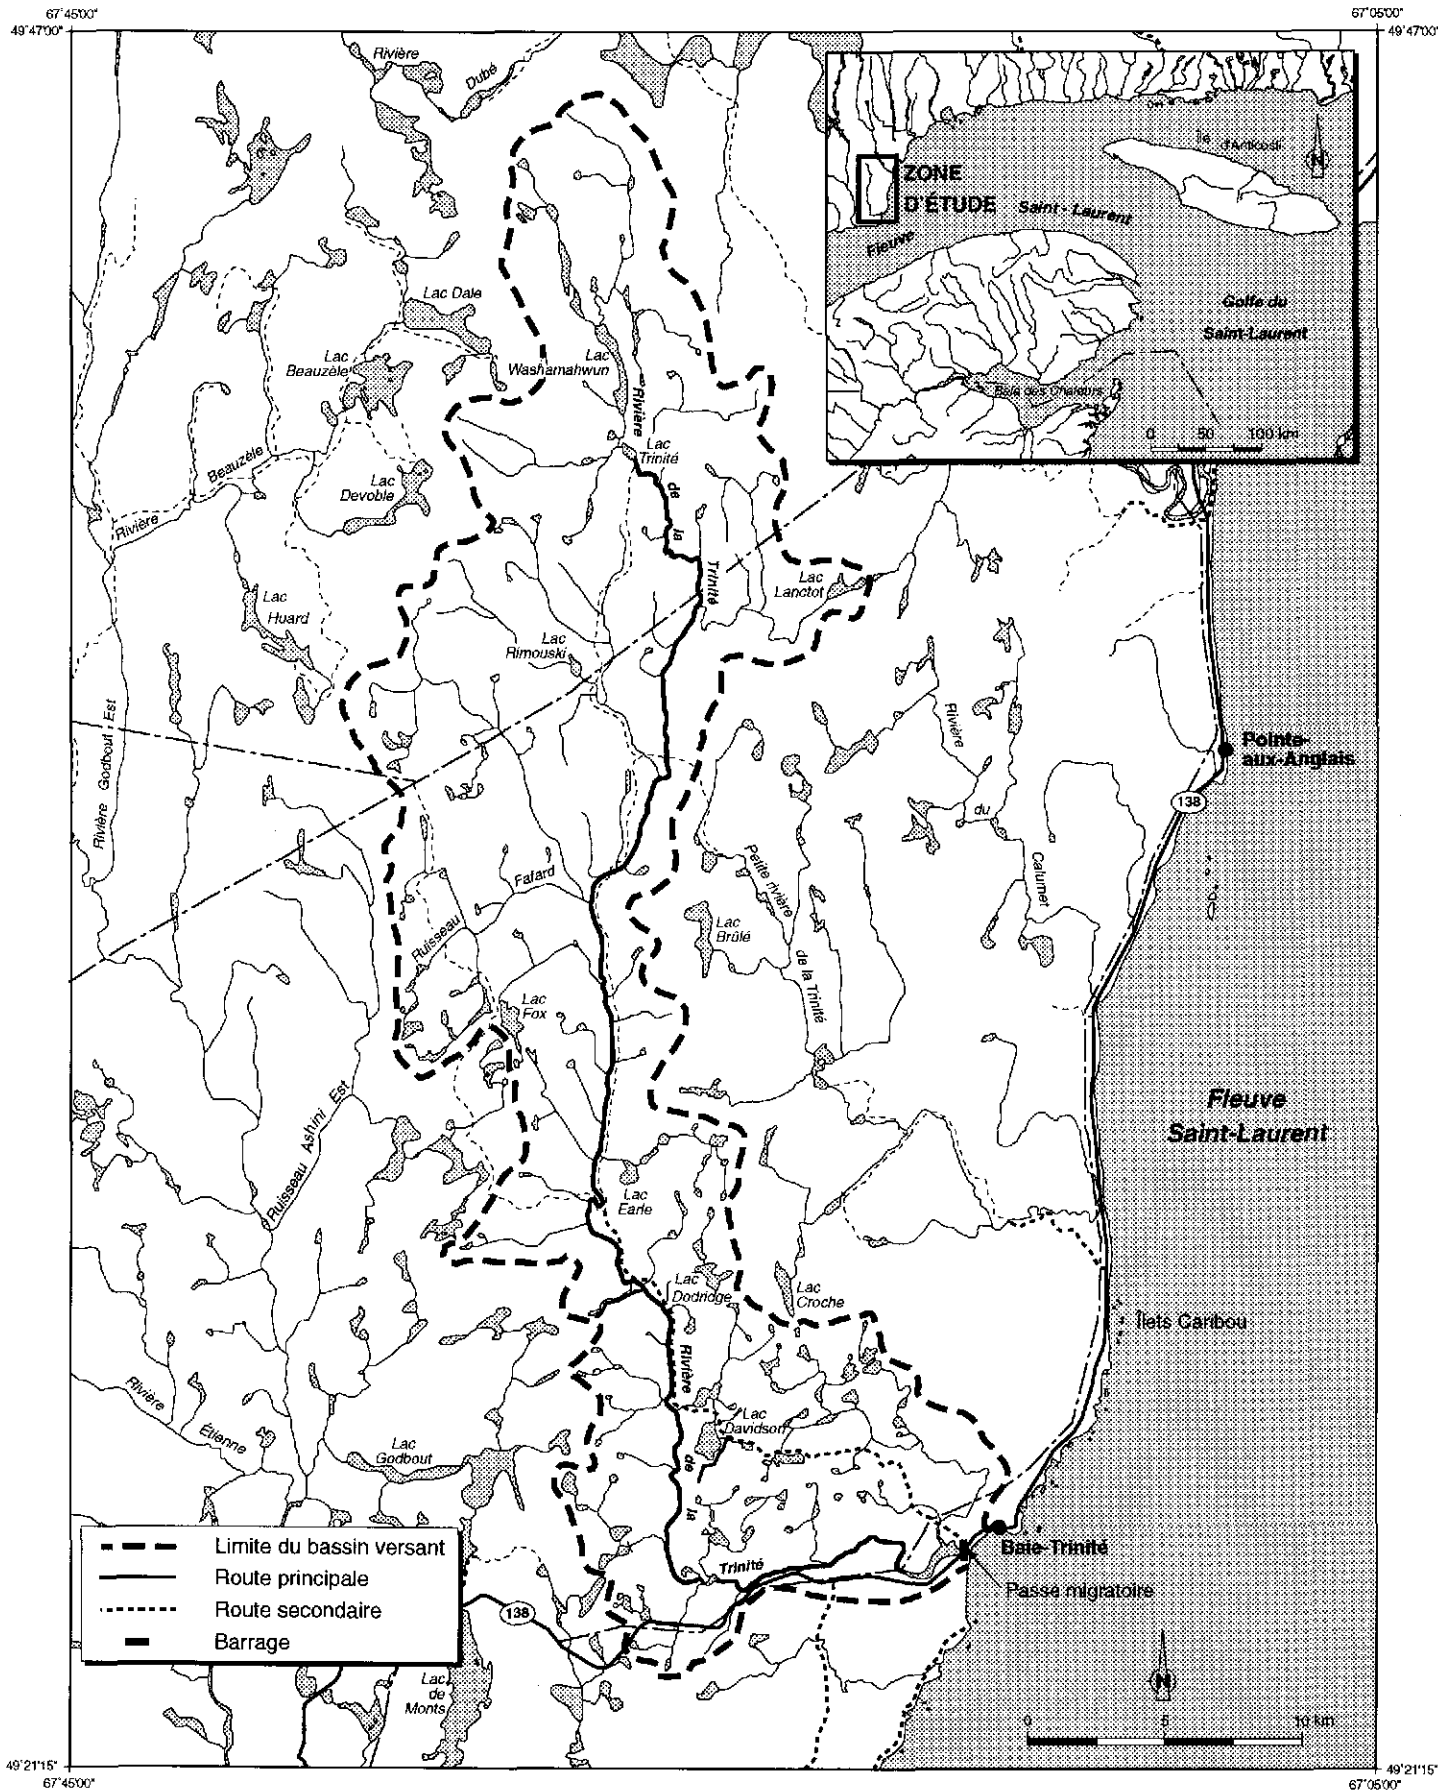 67°45'00"
67°05'00"
49°47'00"
49°47'00"
Rivière
Dubé
Île
d'Anticosti
N
ZONE
D'ÉTUDE
Saint-Laurent
Fleuve
Golfe du
Saint-Laurent
Baie des Chaleurs
0 50 100 km
Lac Dale
Lac
Beauzèle
Lac
Washamahwun
Rivière
Lac
Trinité
de
la
Trinité
Beauzèle
Rivière
Lac
Devoble
Lac
Lanctot
Lac
Huard
Lac
Rimouski
Rivière Godbout Est
Rivière
du
Calumet
Pointe-
aux-Anglais
138
Fafard
Ruisseau
Petite rivière
de la Trinité
Lac
Brûlé
Lac
Fox
Ruisseau Ashini Est
Fleuve
Saint-Laurent
Lac
Earle
Lac
Dodridge
Lac
Croche
Îlets Caribou
Rivière
de
la
Trinité
Rivière
Étienne
Lac
Godbout
Lac
Davidson
Baie-Trinité
Passe migratoire
Limite du bassin versant
Route principale
Route secondaire
Barrage
138
Lac
de
Monts
N
0 5 10 km
49°21'15"
49°21'15"
67°45'00"
67°05'00"